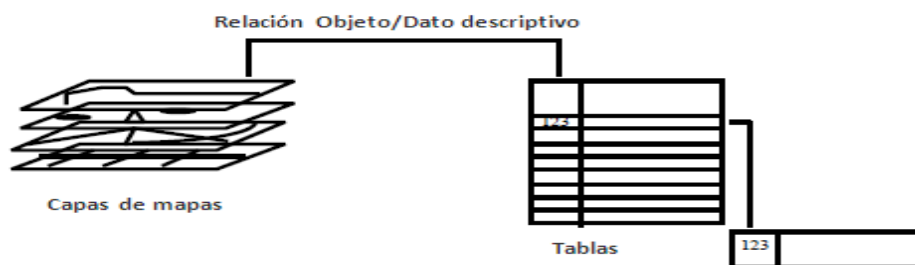 Relación Objeto/Dato descriptivo
123
Capas de mapas
Tablas
123